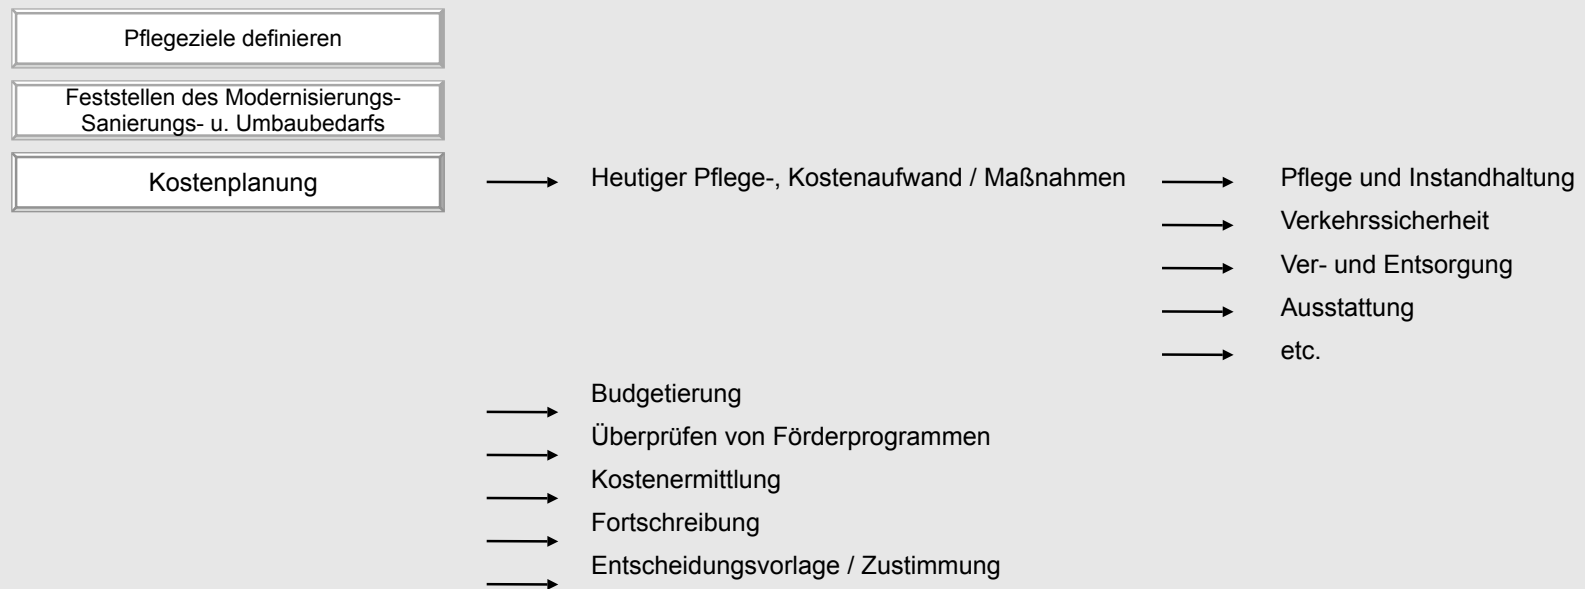 Pflegeziele definieren
Feststellen des Modernisierungs-
Sanierungs- u. Umbaubedarfs
Kostenplanung
Heutiger Pflege-, Kostenaufwand / Maßnahmen
Pflege und Instandhaltung
Verkehrssicherheit
Ver- und Entsorgung
Ausstattung
etc.
Budgetierung
Überprüfen von Förderprogrammen
Kostenermittlung
Fortschreibung
Entscheidungsvorlage / Zustimmung